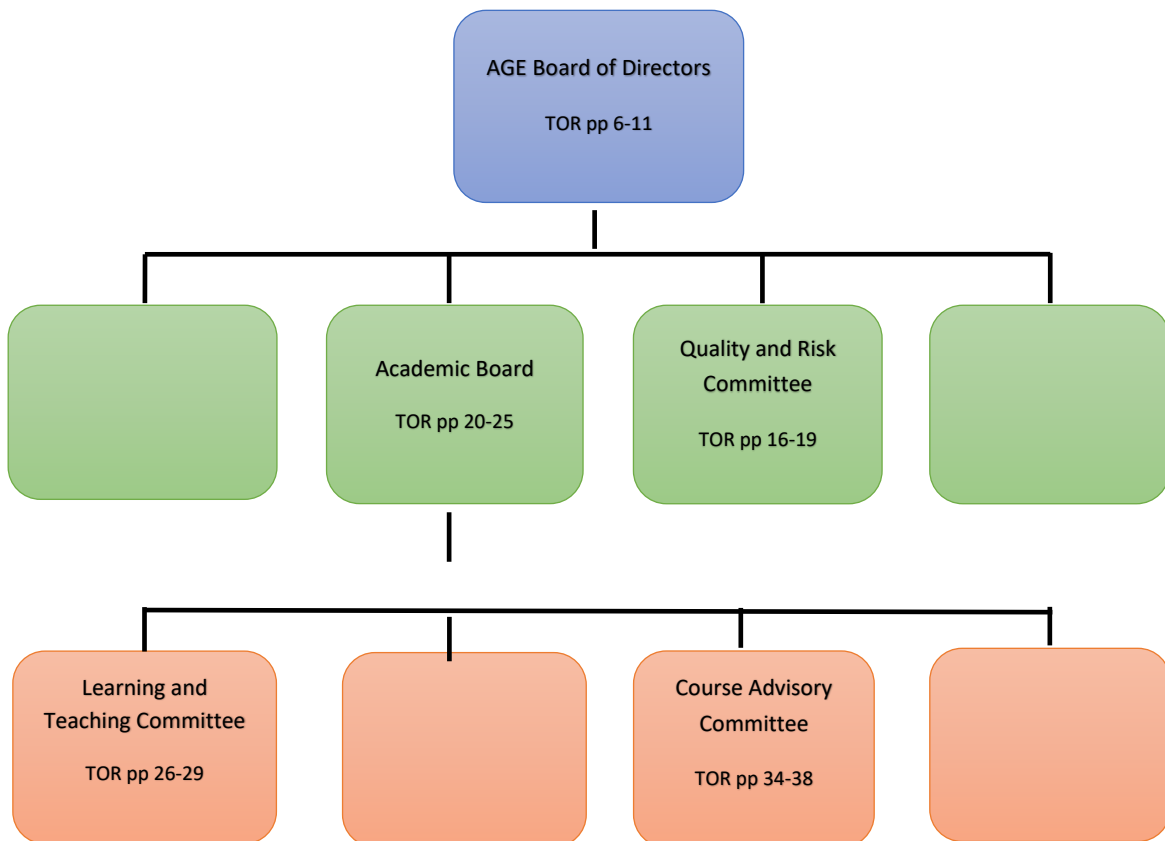 AGE Board of Directors
TOR pp 6-11
Academic Board
TOR pp 20-25
Quality and Risk
Committee
TOR pp 16-19
Learning and
Teaching Committee
TOR pp 26-29
Course Advisory
Committee
TOR pp 34-38